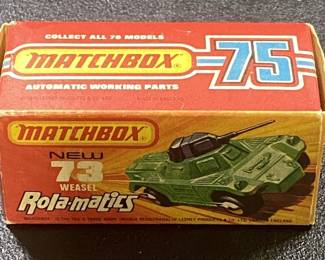 COLLECT ALL 75 MODELS
MATCHBOX
75
AUTOMATIC WORKING PARTS
MATCHBOX
NEW
73
WEASEL
Rola-matics